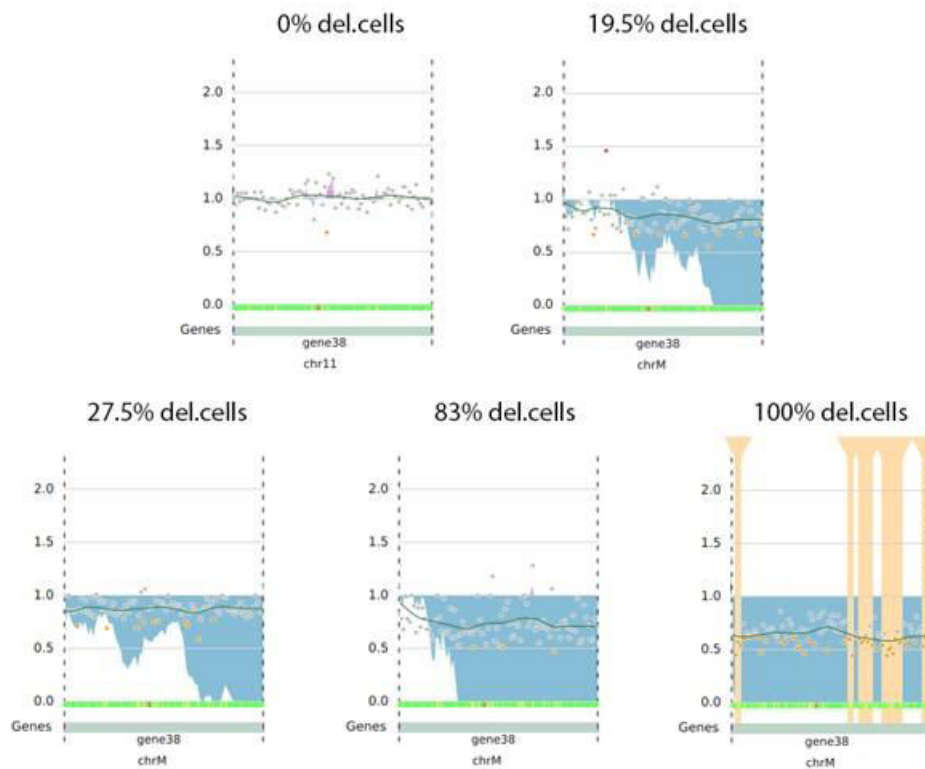 0% del.cells
2.0
1.5
1.0
0.5
0.0
Genes
gene38
chr11
19.5% del.cells
2.0
1.5
1.0
0.5
0.0
Genes
gene38
chrM
27.5% del.cells
2.0
1.5
1.0
0.5
0.0
Genes
gene38
chrM
83% del.cells
2.0
1.5
1.0
0.5
0.0
Genes
gene38
chrM
100% del.cells
2.0
1.5
1.0
0.5
0.0
Genes
gene38
chrM